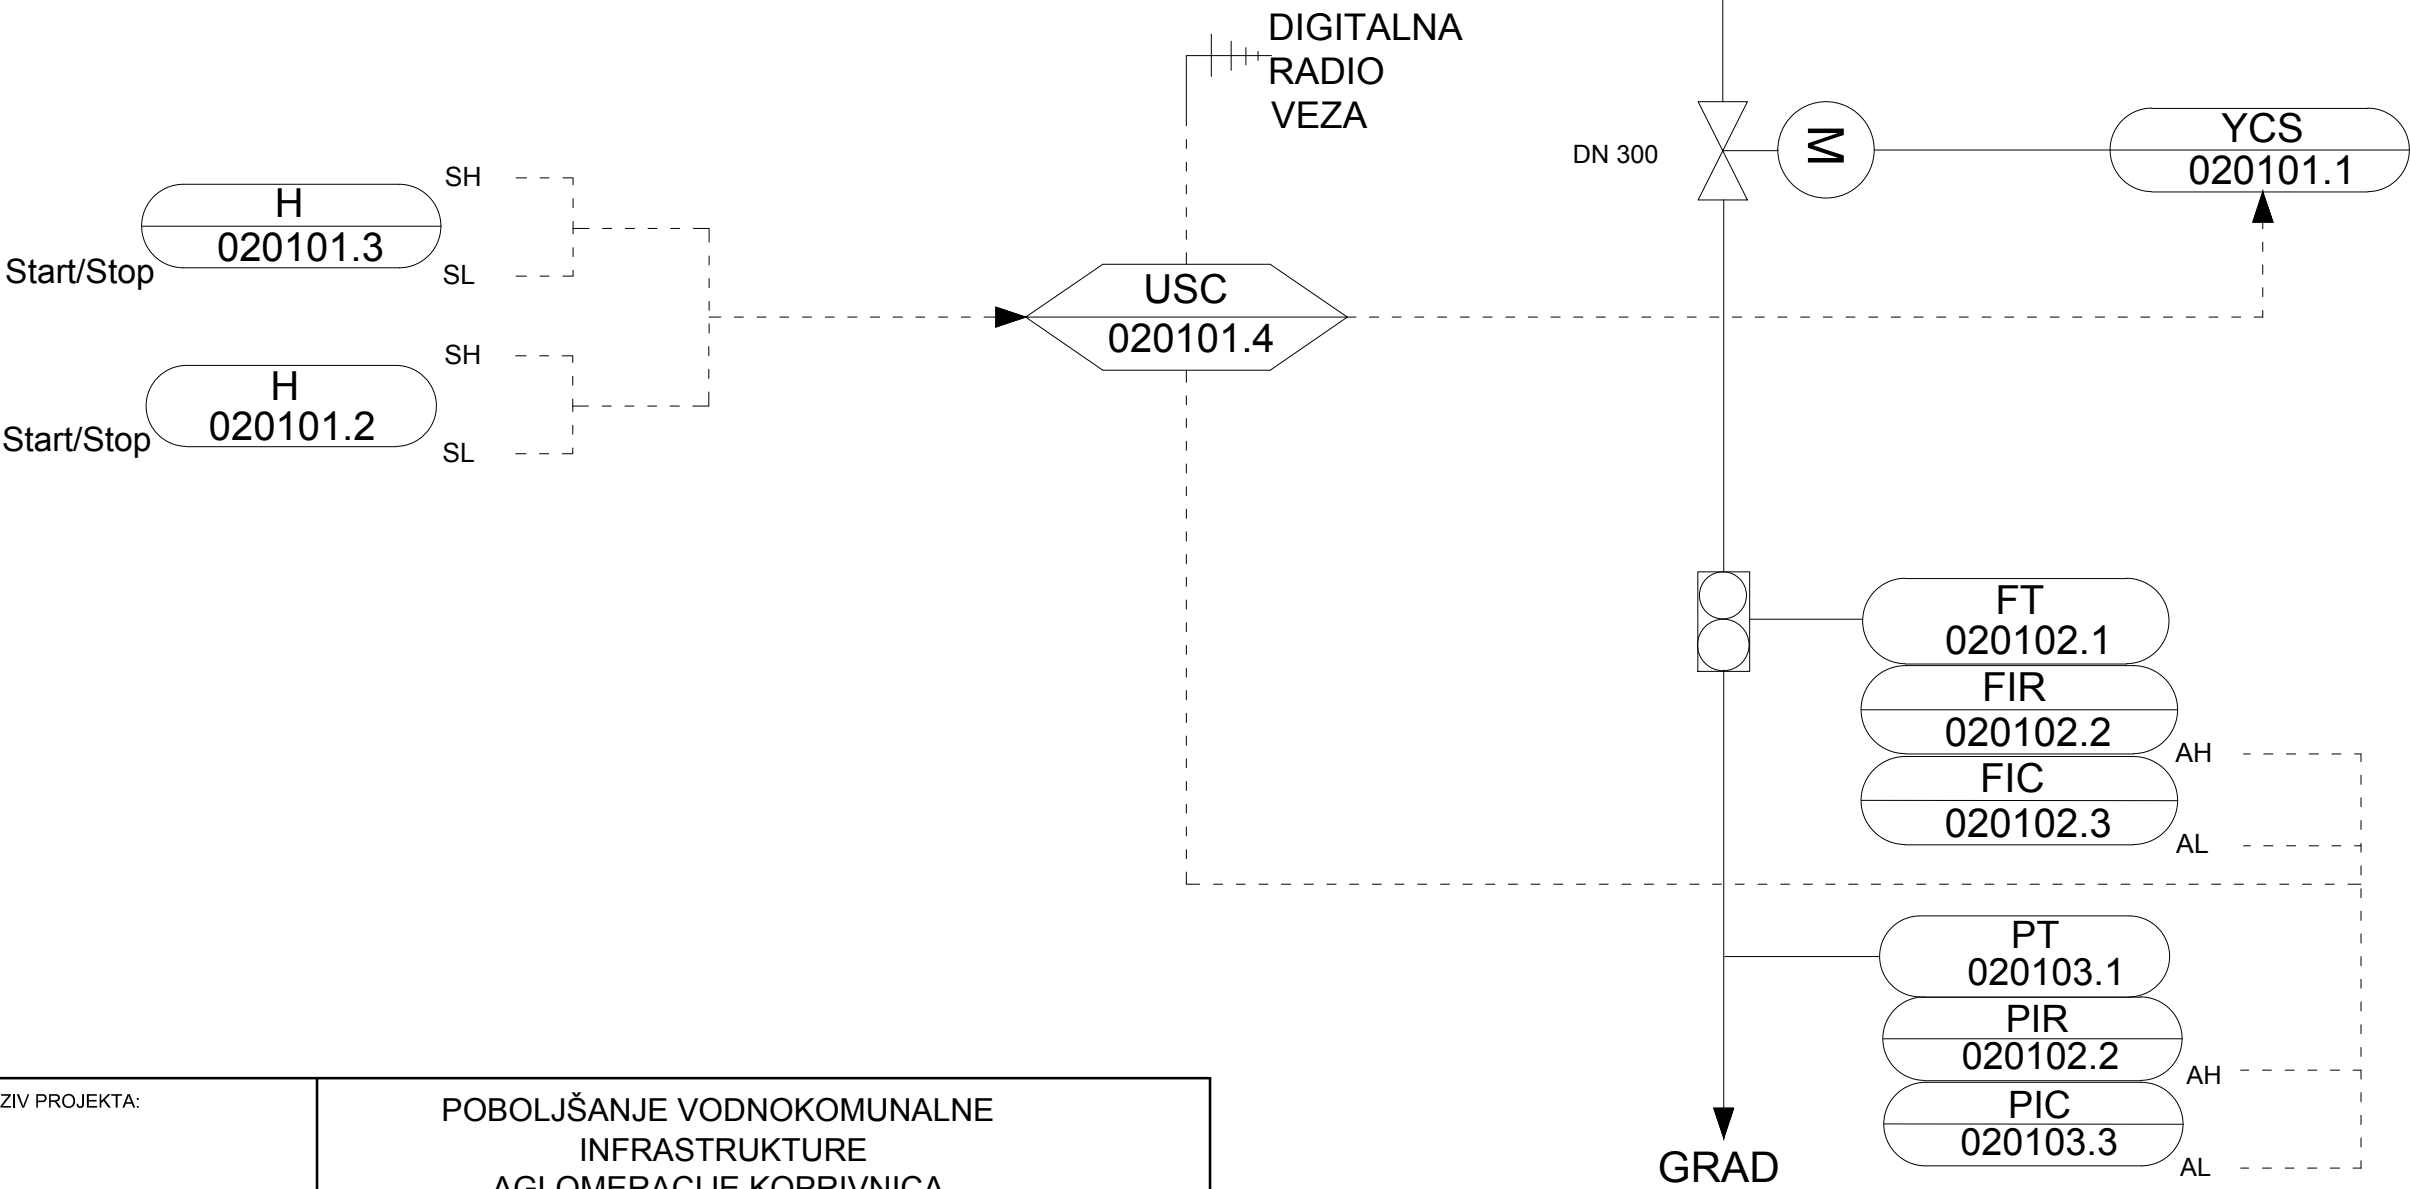 DIGITALNA
RADIO
VEZA
DN 300
M
YCS
020101.1
SH
H
020101.3
Start/Stop
SL
USC
020101.4
SH
H
020101.2
Start/Stop
SL
FT
020102.1
FIR
020102.2
AH
FIC
020102.3
AL
PT
020103.1
PIR
020102.2
AH
PIC
020103.3
AL
GRAD
ZIV PROJEKTA:
POBOLJŠANJE VODNOKOMUNALNE
INFRASTRUKTURE
AGLOMERACIJE KOPRIVNICA